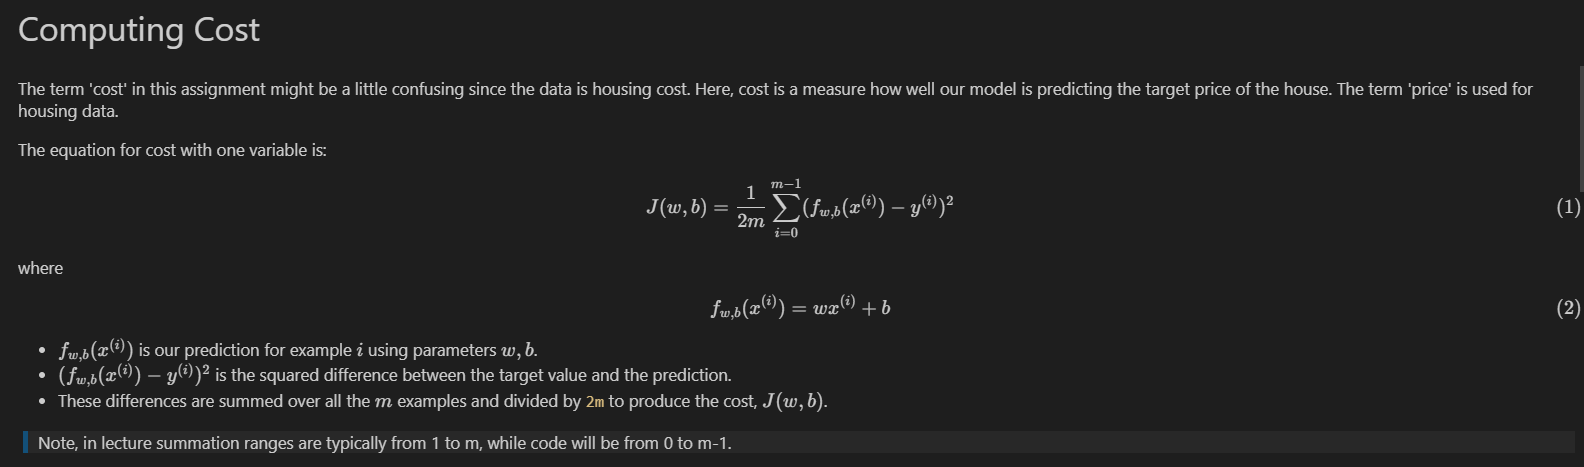 Computing Cost
The term 'cost' in this assignment might be a little confusing since the data is housing cost. Here, cost is a measure how well our model is predicting the target price of the house. The term 'price' is used for
housing data.
The equation for cost with one variable is:
$$J(w,b) = \frac{1}{2m} \sum\limits_{i=0}^{m-1} (f_{w,b}(x^{(i)}) - y^{(i)})^2$$ (1)
where
$$f_{w,b}(x^{(i)}) = wx^{(i)} + b$$ (2)
• $f_{w,b}(x^{(i)})$ is our prediction for example $i$ using parameters $w, b$.
• $(f_{w,b}(x^{(i)}) - y^{(i)})^2$ is the squared difference between the target value and the prediction.
• These differences are summed over all the $m$ examples and divided by 2m to produce the cost, $J(w,b)$.
Note, in lecture summation ranges are typically from 1 to m, while code will be from 0 to m-1.